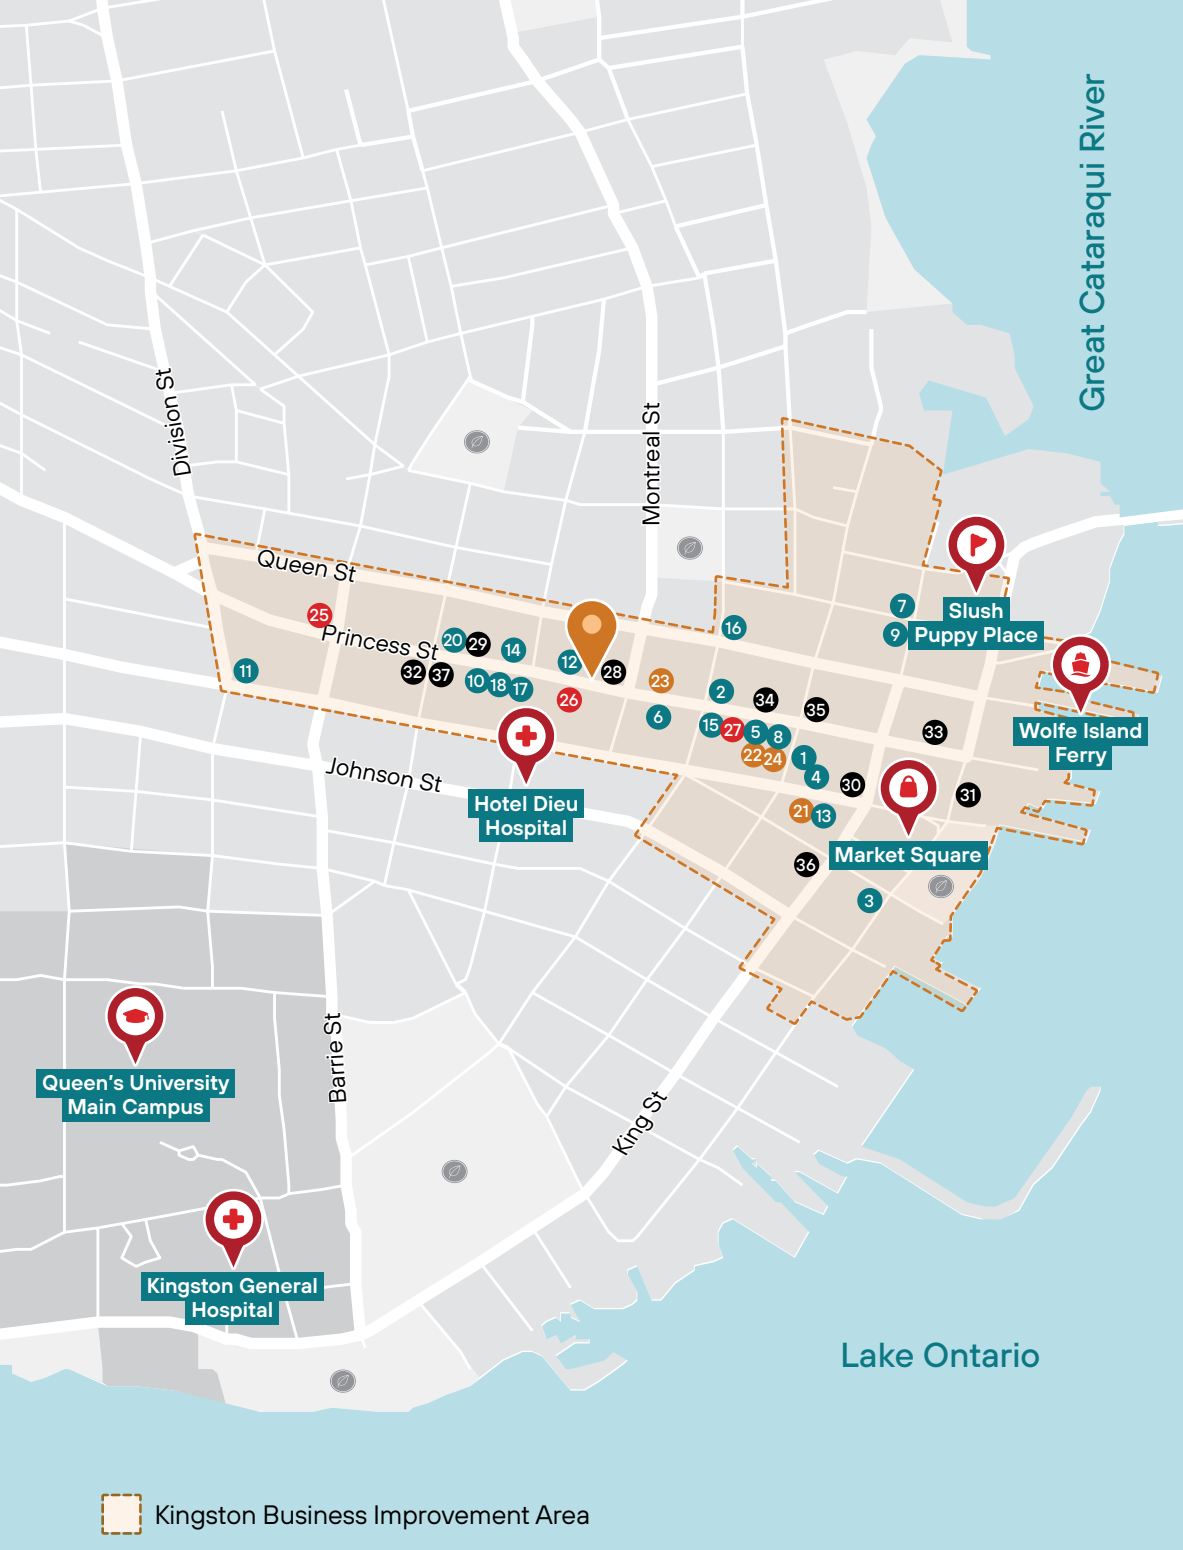 Great Cataraqui River
Division St
Montreal St
Queen St
Slush
Puppy Place
7
9
25
16
Princess St
20
29
14
12
28
11
32
37
10
18
17
26
23
2
34
35
6
15
27
5
8
33
Wolfe Island
Ferry
22
24
1
4
30
31
Johnson St
Hotel Dieu
Hospital
21
13
Market Square
36
3
Barrie St
Queen's University
Main Campus
King St
Kingston General
Hospital
Lake Ontario
Kingston Business Improvement Area